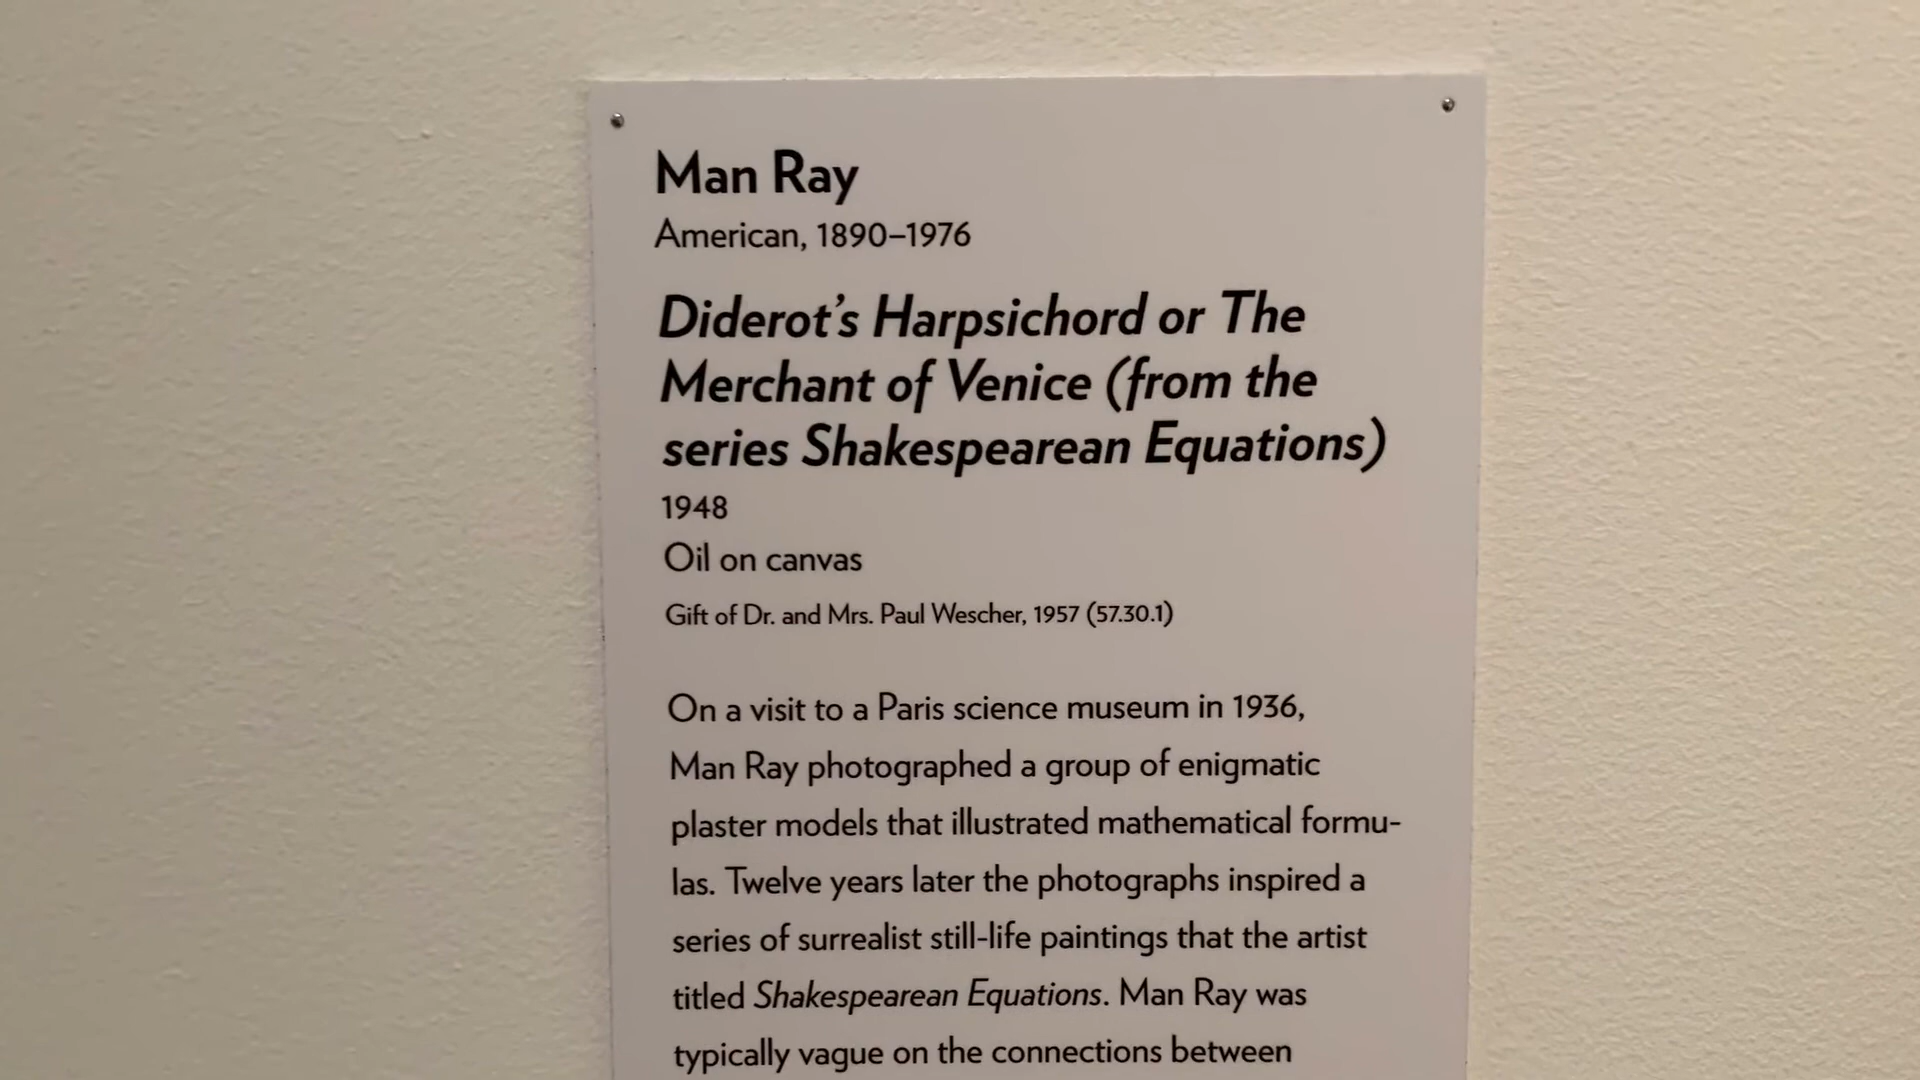 Man Ray
American, 1890–1976
Diderot’s Harpsichord or The
Merchant of Venice (from the
series Shakespearean Equations)
1948
Oil on canvas
Gift of Dr. and Mrs. Paul Wescher, 1957 (57.30.1)
On a visit to a Paris science museum in 1936,
Man Ray photographed a group of enigmatic
plaster models that illustrated mathematical formu-
las. Twelve years later the photographs inspired a
series of surrealist still-life paintings that the artist
titled Shakespearean Equations. Man Ray was
typically vague on the connections between